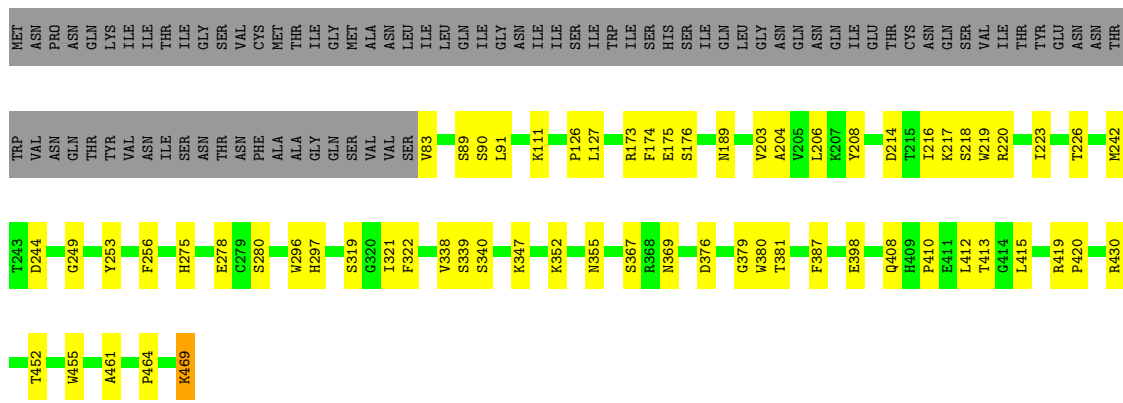 MET ASN PRO ASN GLN LYS ILE ILE THR ILE GLY SER VAL CYS MET THR ILE GLY MET ALA ASN LEU ILE LEU GLN ILE GLY ASN ILE ILE SER ILE TRP ILE SER HIS SER ILE GLN LEU GLY ASN GLN ASN GLN ILE GLU THR CYS ASN GLN SER VAL ILE THR TYR GLU ASN ASN THR
TRP VAL ASN GLN THR TYR VAL ASN ILE SER ASN THR ASN PHE ALA ALA GLY GLN SER VAL VAL SER V83 S89 S90 L91 K111 P126 L127 R173 F174 E175 S176 N189 V203 A204 V205 L206 K207 Y208 D214 T215 I216 K217 S218 W219 R220 I223 T226 M242
T243 D244 G249 Y253 F256 H275 E278 C279 S280 W296 H297 S319 G320 I321 F322 V338 S339 S340 K347 K352 N355 S367 R368 N369 D376 G379 W380 T381 F387 E398 Q408 H409 P410 E411 L412 T413 G414 L415 R419 P420 R430
T452 W455 A461 P464 K469